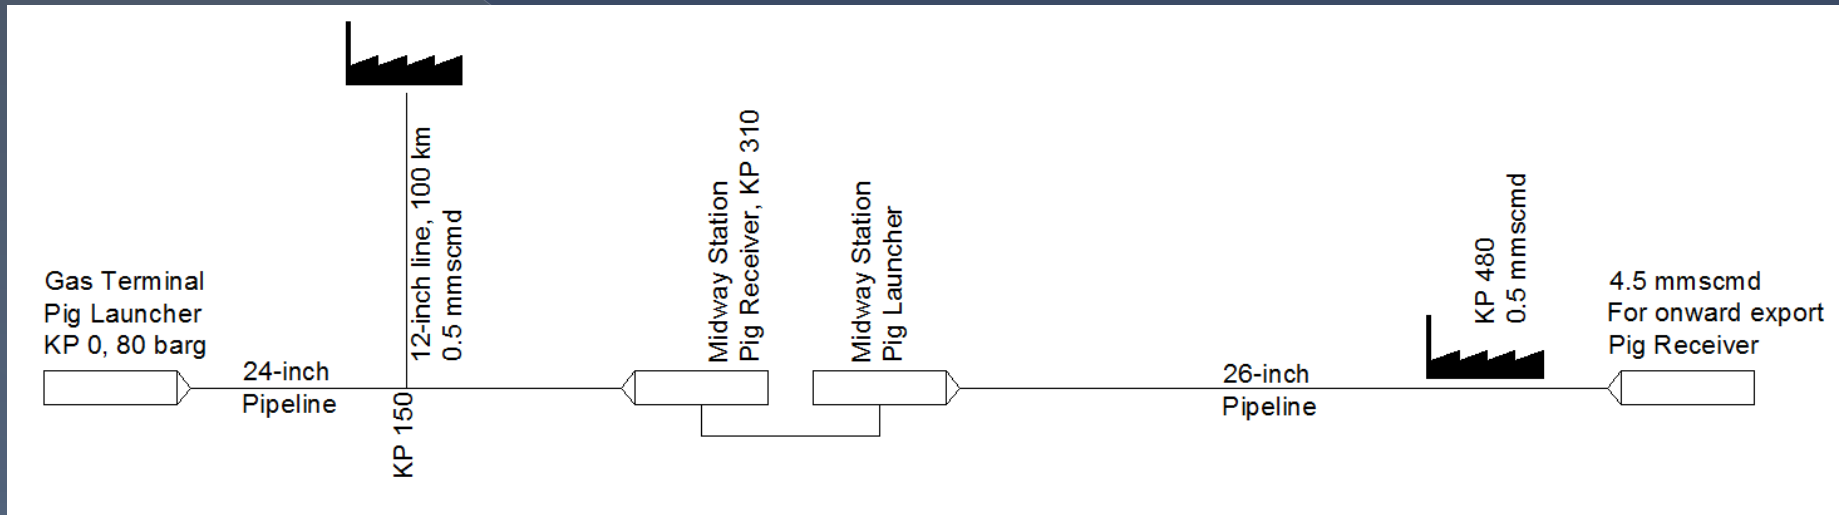 Gas Terminal
Pig Launcher
KP 0, 80 barg
24-inch
Pipeline
12-inch line, 100 km
0.5 mmscmd
KP 150
Midway Station
Pig Receiver, KP 310
Midway Station
Pig Launcher
26-inch
Pipeline
KP 480
0.5 mmscmd
4.5 mmscmd
For onward export
Pig Receiver